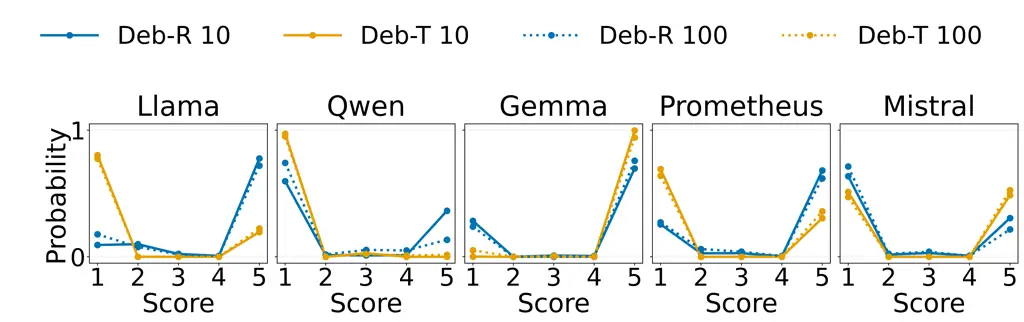 Deb-R 10 Deb-T 10 Deb-R 100 Deb-T 100
Llama Qwen Gemma Prometheus Mistral
Probability
1
0
1 2 3 4 5 1 2 3 4 5 1 2 3 4 5 1 2 3 4 5 1 2 3 4 5
Score Score Score Score Score